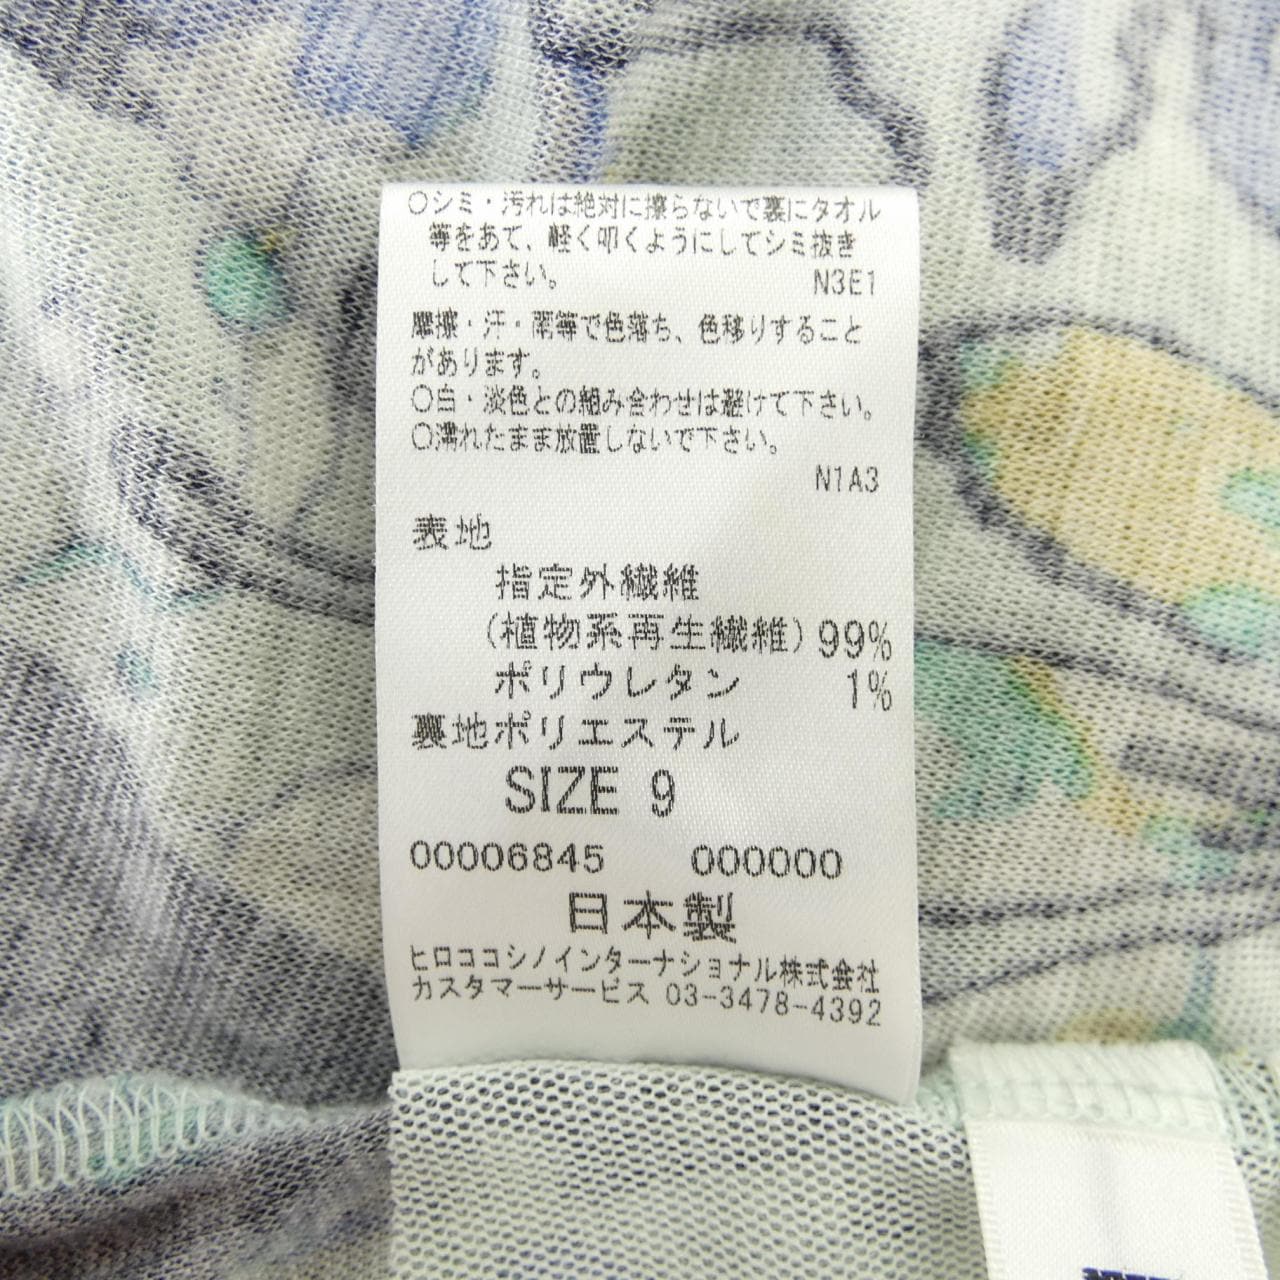 ○シミ・汚れは絶対に擦らないで裏にタオル
等をあて、軽く叩くようにしてシミ抜き
して下さい。 N3E1
摩擦・汗・雨等で色落ち、色移りすること
があります。
○白・淡色との組み合わせは避けて下さい。
○濡れたまま放置しないで下さい。
N1A3
表地
指定外繊維
(植物系再生繊維) 99%
ポリウレタン 1%
裏地ポリエステル
SIZE 9
00006845 000000
日本製
ヒロココシノインターナショナル株式会社
カスタマーサービス 03-3478-4392